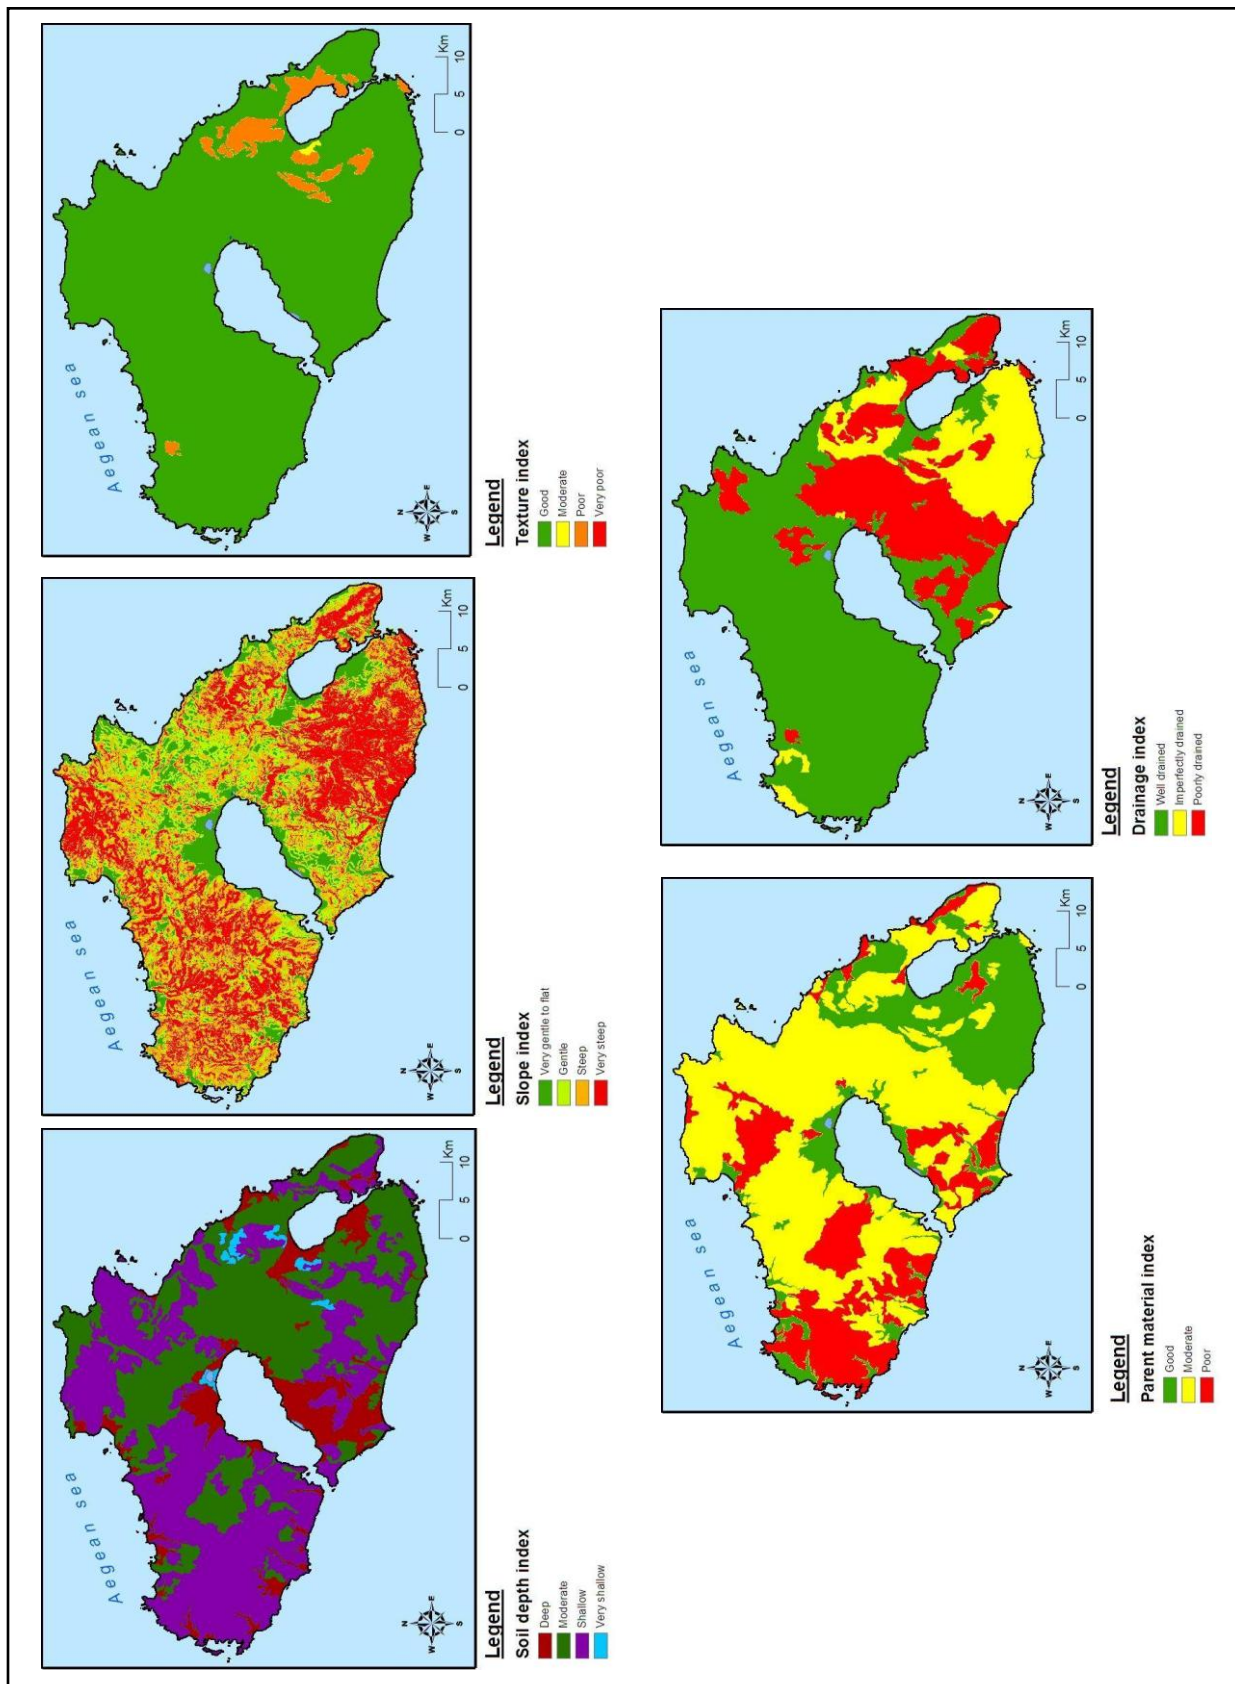 Aegean sea
N
W E
S
Km
0 5 10
Legend
Soil depth index
Deep
Moderate
Shallow
Very shallow
Aegean sea
N
W E
S
Km
0 5 10
Legend
Slope index
Very gentle to flat
Gentle
Steep
Very steep
Aegean sea
N
W E
S
Km
0 5 10
Legend
Texture index
Good
Moderate
Poor
Very poor
Aegean sea
N
W E
S
Km
0 5 10
Legend
Parent material index
Good
Moderate
Poor
Aegean sea
N
W E
S
Km
0 5 10
Legend
Drainage index
Well drained
Imperfectly drained
Poorly drained